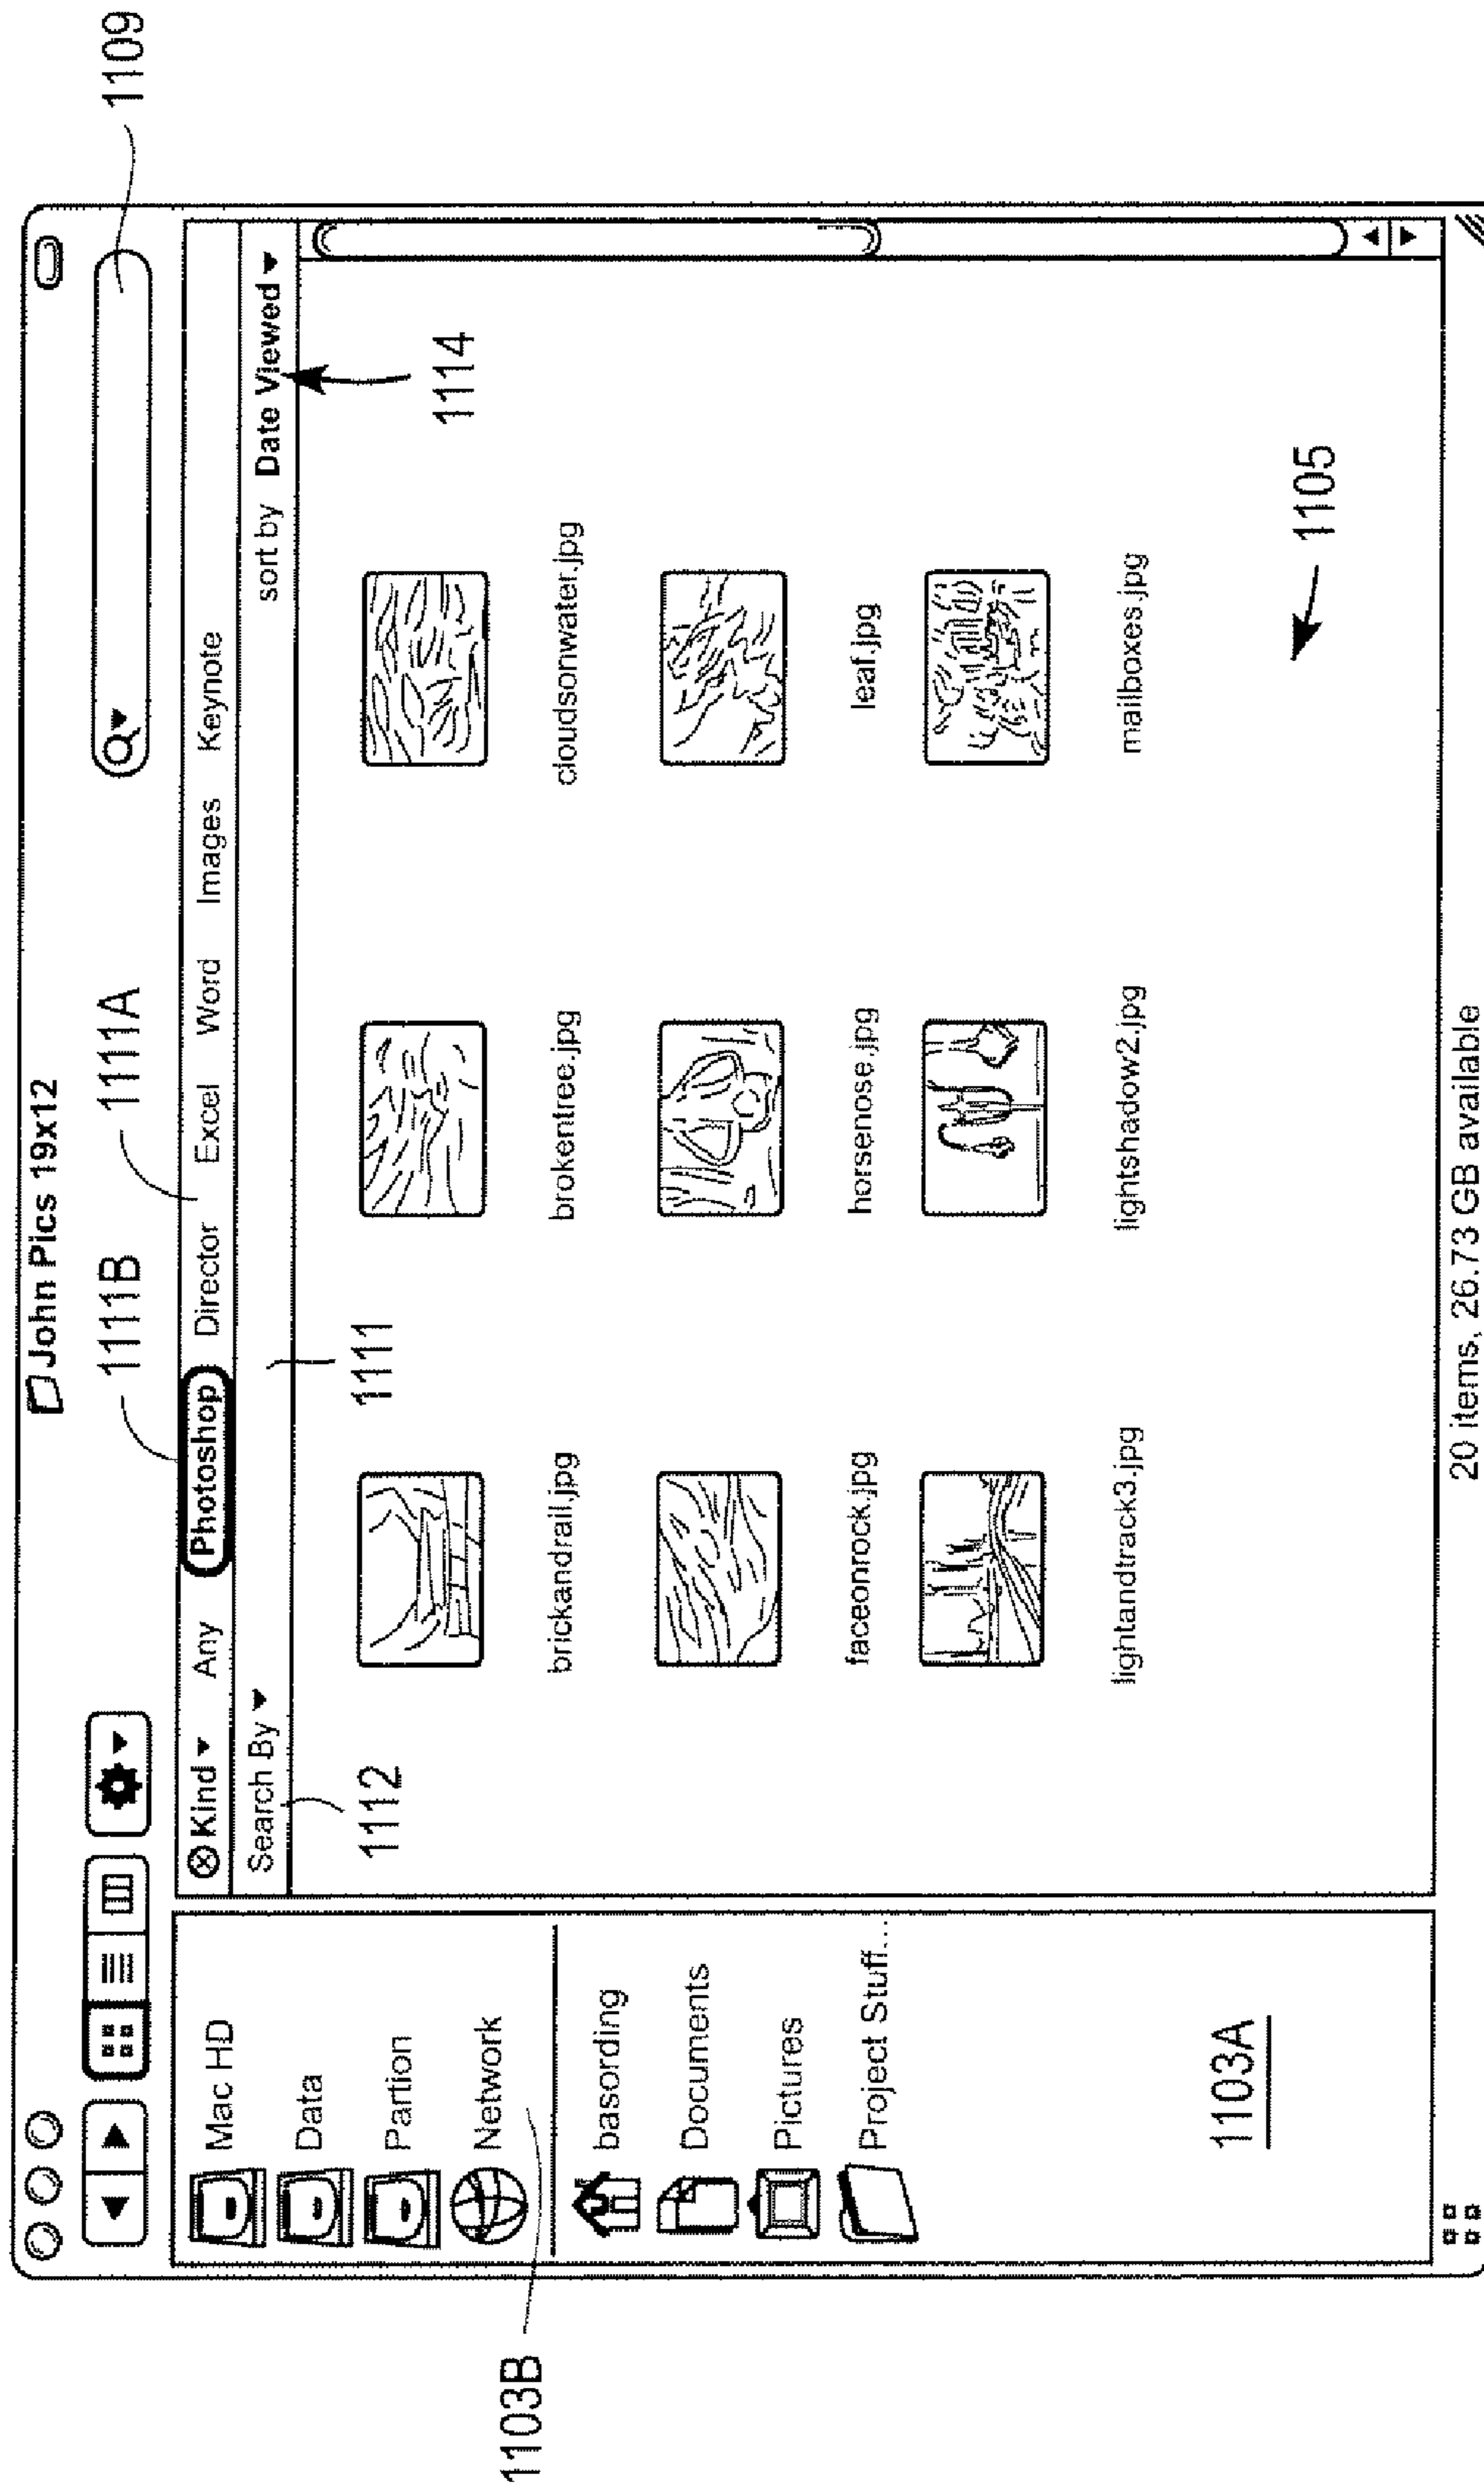 John Pics 19x12
1111B
1111A
1109
Kind Any Photoshop Director Excel Word Images Keynote
Search By
sort by Date Viewed
1112
1111
1114
Mac HD
Data
Partion
Network
1103B
basording
Documents
Pictures
Project Stuff...
1103A
brickandrail.jpg brokentree.jpg cloudsonwater.jpg
faceonrock.jpg horsenose.jpg leaf.jpg
lightandtrack3.jpg lightshadow2.jpg mailboxes.jpg
1105
20 items, 26.73 GB available